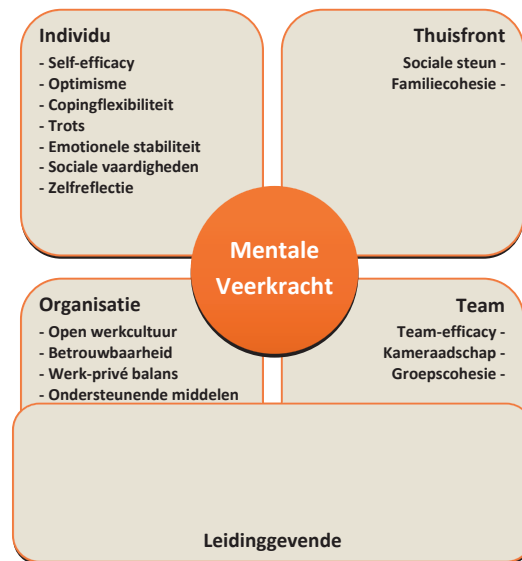 Individu
- Self-efficacy
- Optimisme
- Copingflexibiliteit
- Trots
- Emotionele stabiliteit
- Sociale vaardigheden
- Zelfreflectie
Thuisfront
Sociale steun -
Familiecohesie -
Mentale
Veerkracht
Organisatie
- Open werkcultuur
- Betrouwbaarheid
- Werk-privé balans
- Ondersteunende middelen
Team
Team-efficacy -
Kameraadschap -
Groepscohesie -
Leidinggevende